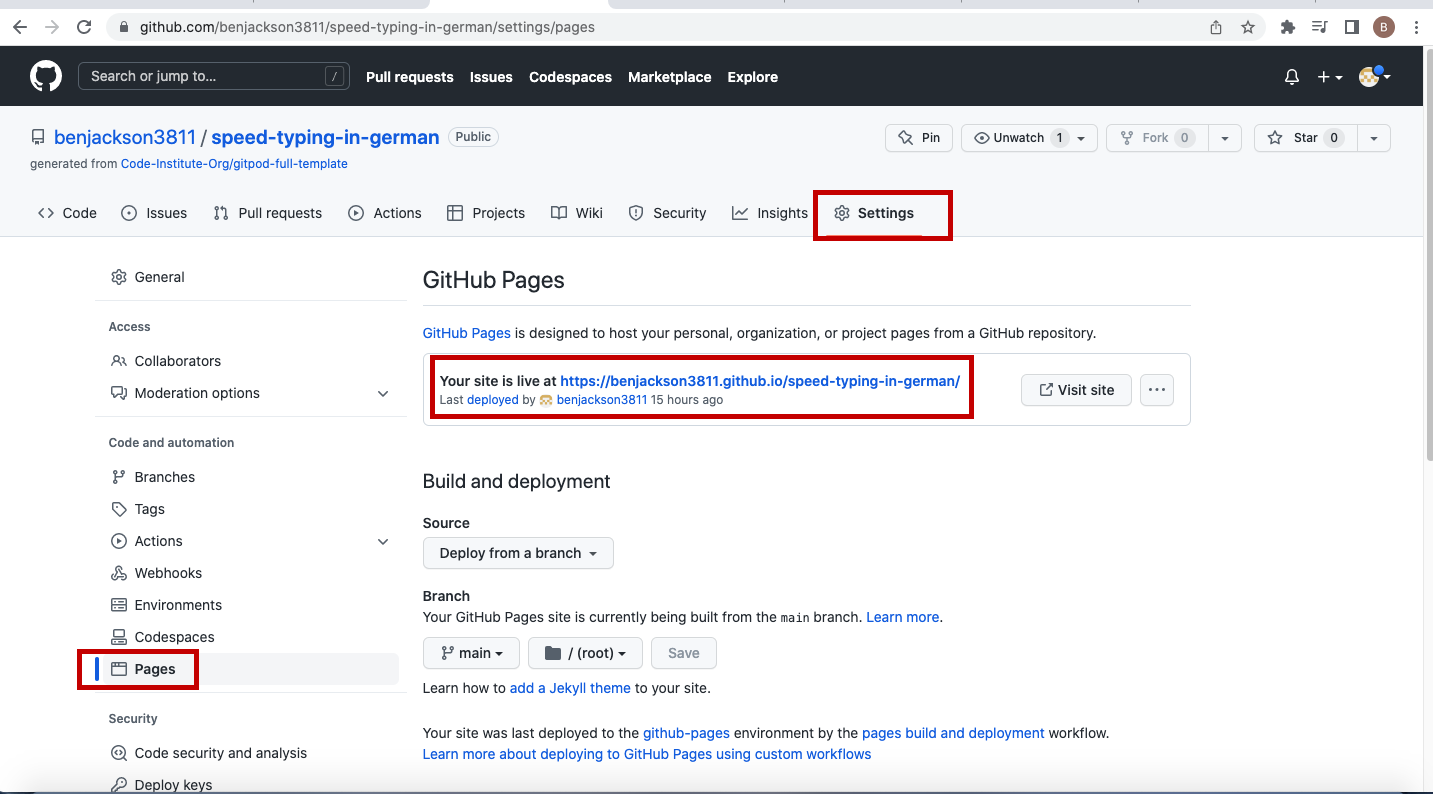 github.com/benjackson3811/speed-typing-in-german/settings/pages
B
Search or jump to... /
Pull requests Issues Codespaces Marketplace Explore
benjackson3811 / speed-typing-in-german Public
Pin Unwatch 1 Fork 0 Star 0
generated from Code-Institute-Org/gitpod-full-template
Code Issues Pull requests Actions Projects Wiki Security Insights Settings
General
Access
Collaborators
Moderation options
Code and automation
Branches
Tags
Actions
Webhooks
Environments
Codespaces
Pages
Security
Code security and analysis
Deploy keys
GitHub Pages
GitHub Pages is designed to host your personal, organization, or project pages from a GitHub repository.
Your site is live at https://benjackson3811.github.io/speed-typing-in-german/
Last deployed by benjackson3811 15 hours ago
Visit site
Build and deployment
Source
Deploy from a branch
Branch
Your GitHub Pages site is currently being built from the main branch. Learn more.
main / (root) Save
Learn how to add a Jekyll theme to your site.
Your site was last deployed to the github-pages environment by the pages build and deployment workflow.
Learn more about deploying to GitHub Pages using custom workflows